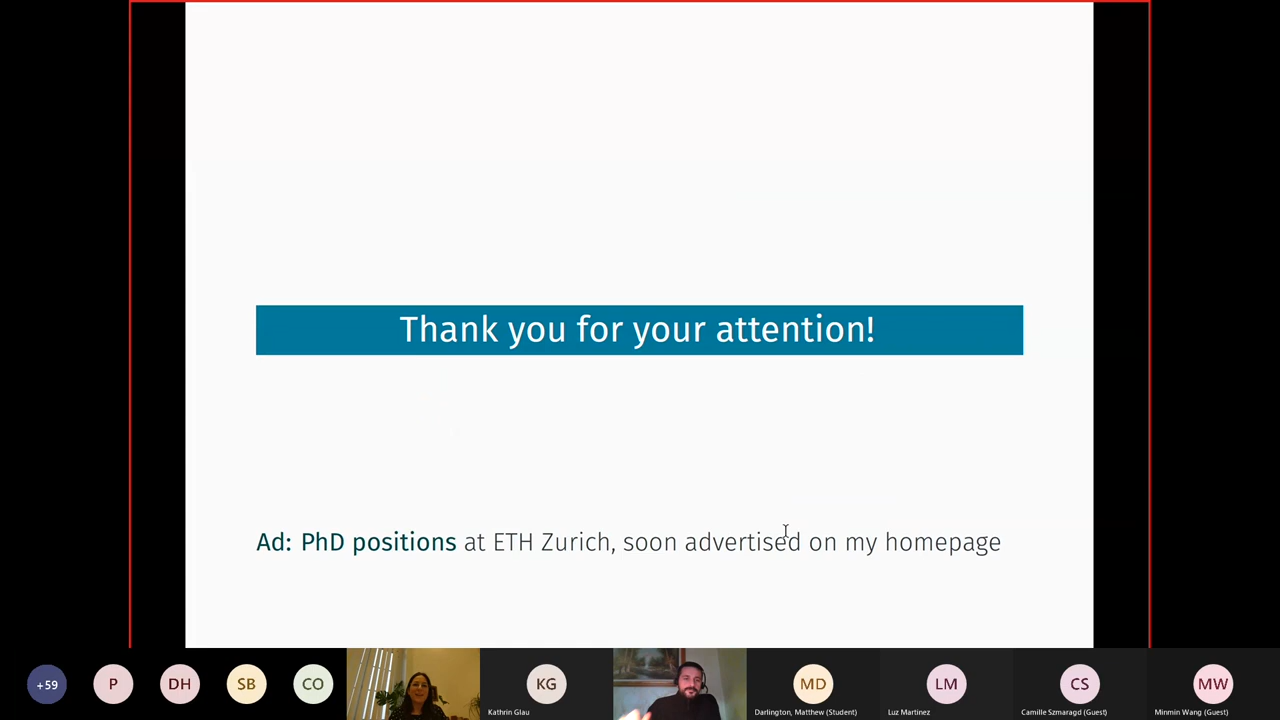 Thank you for your attention!
Ad: PhD positions at ETH Zurich, soon advertised on my homepage
+59
P
DH
SB
CO
KG
Kathrin Glau
MD
Darlington, Matthew (Student)
LM
Luz Martinez
CS
Camille Szmaragd (Guest)
MW
Minmin Wang (Guest)